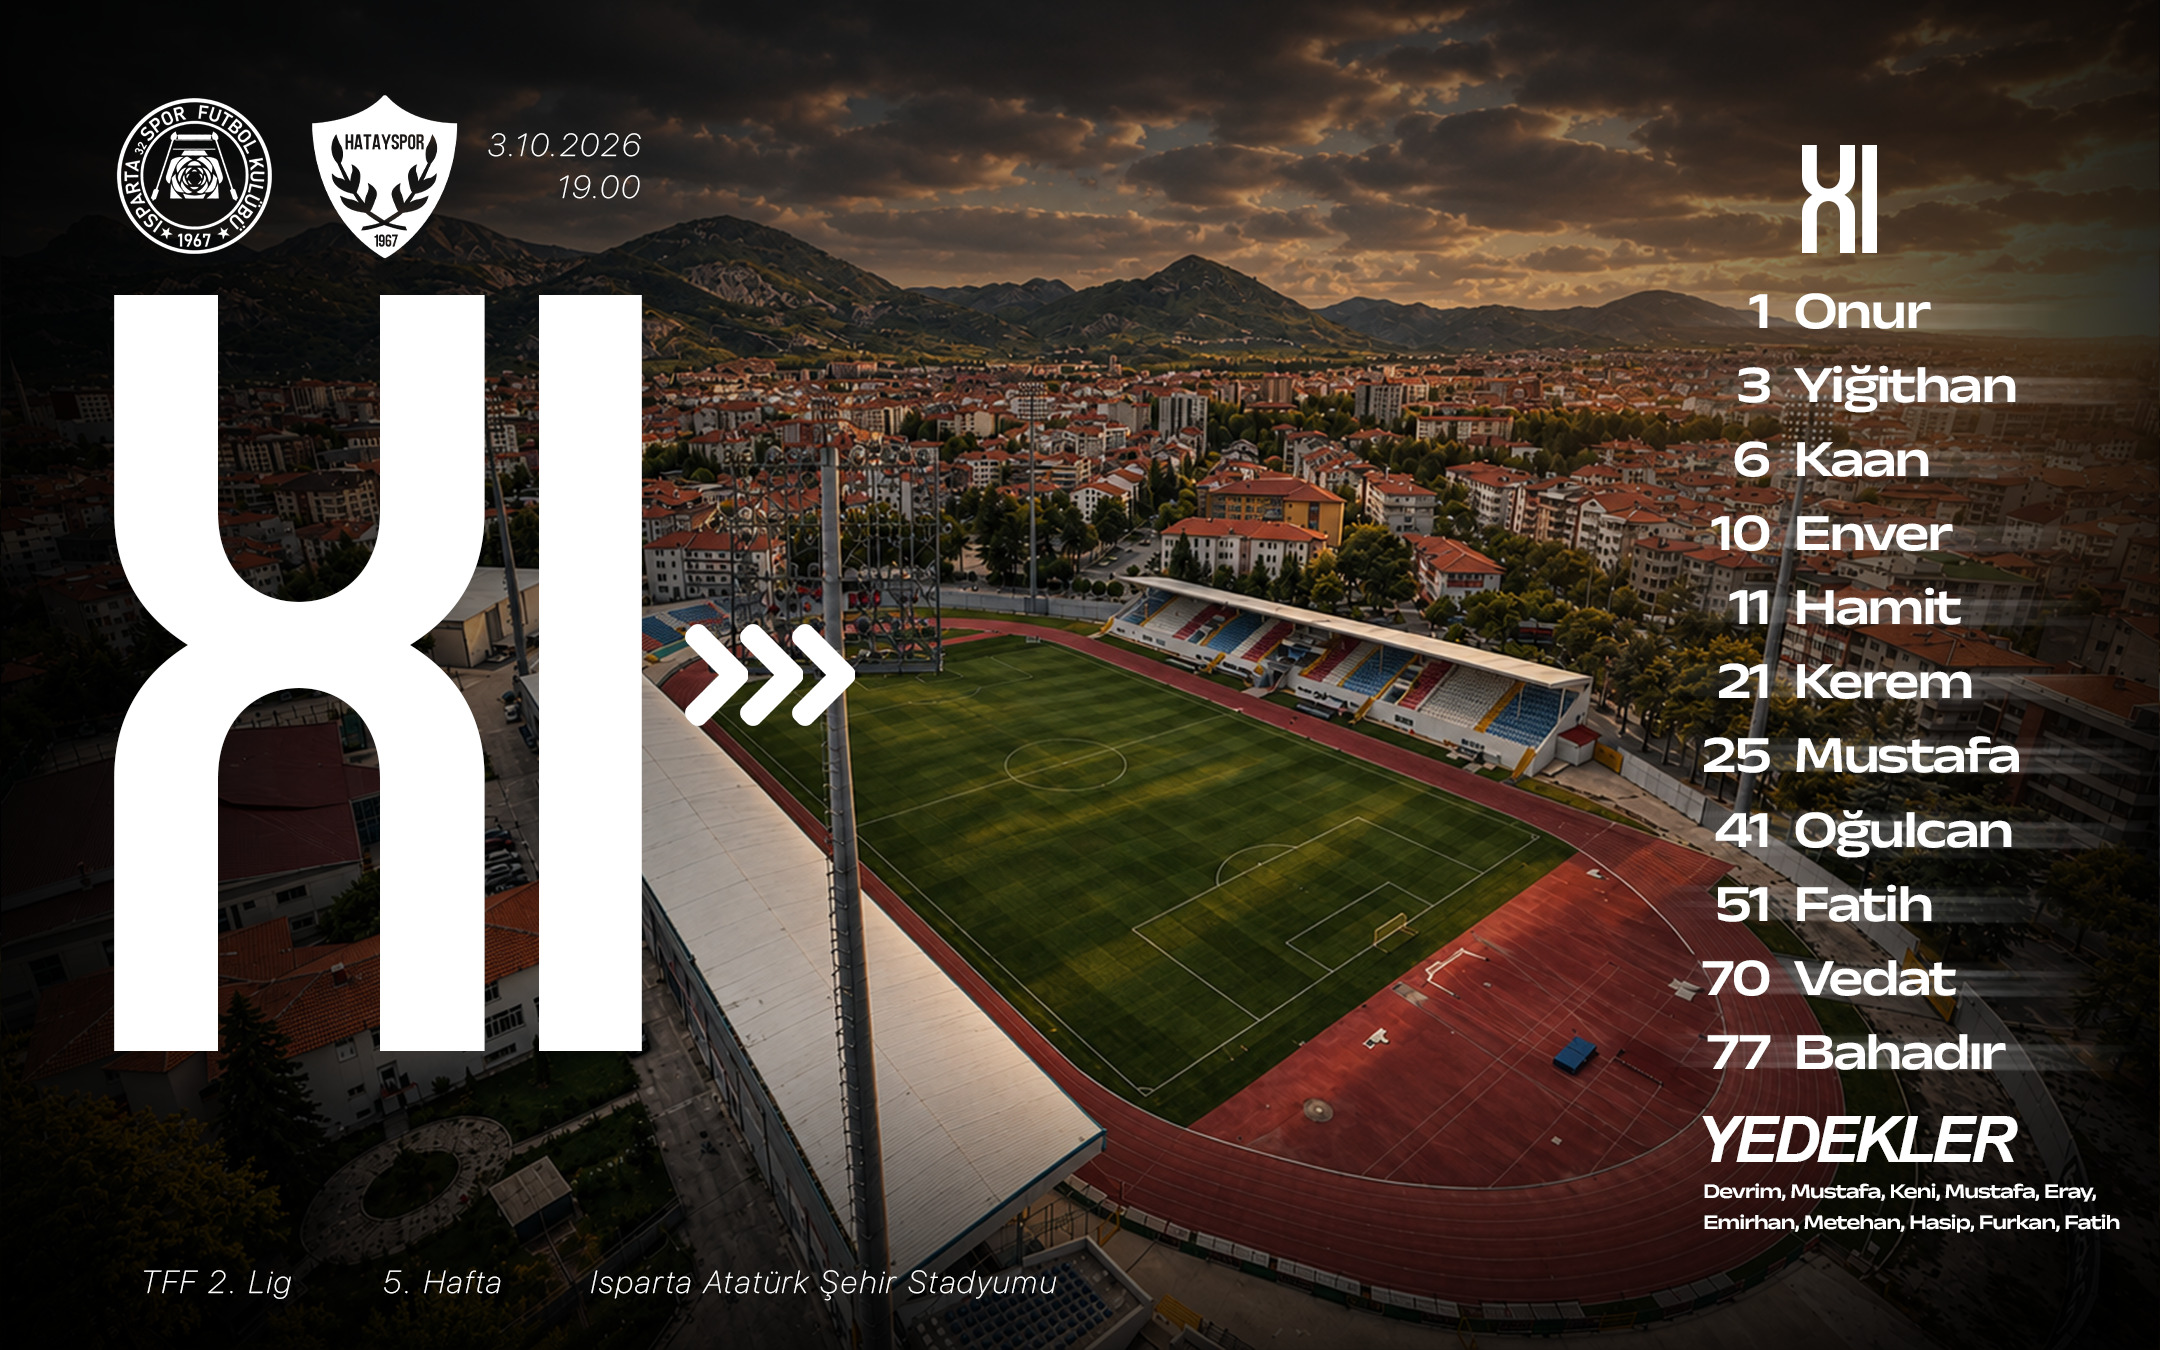 ISPARTA 32 SPOR FUTBOL KULÜBÜ
1967
HATAYSPOR
1967
3.10.2026
19.00
XI
XI
1 Onur
3 Yiğithan
6 Kaan
10 Enver
11 Hamit
21 Kerem
25 Mustafa
41 Oğulcan
51 Fatih
70 Vedat
77 Bahadır
YEDEKLER
Devrim, Mustafa, Keni, Mustafa, Eray,
Emirhan, Metehan, Hasip, Furkan, Fatih
TFF 2. Lig 5. Hafta Isparta Atatürk Şehir Stadyumu